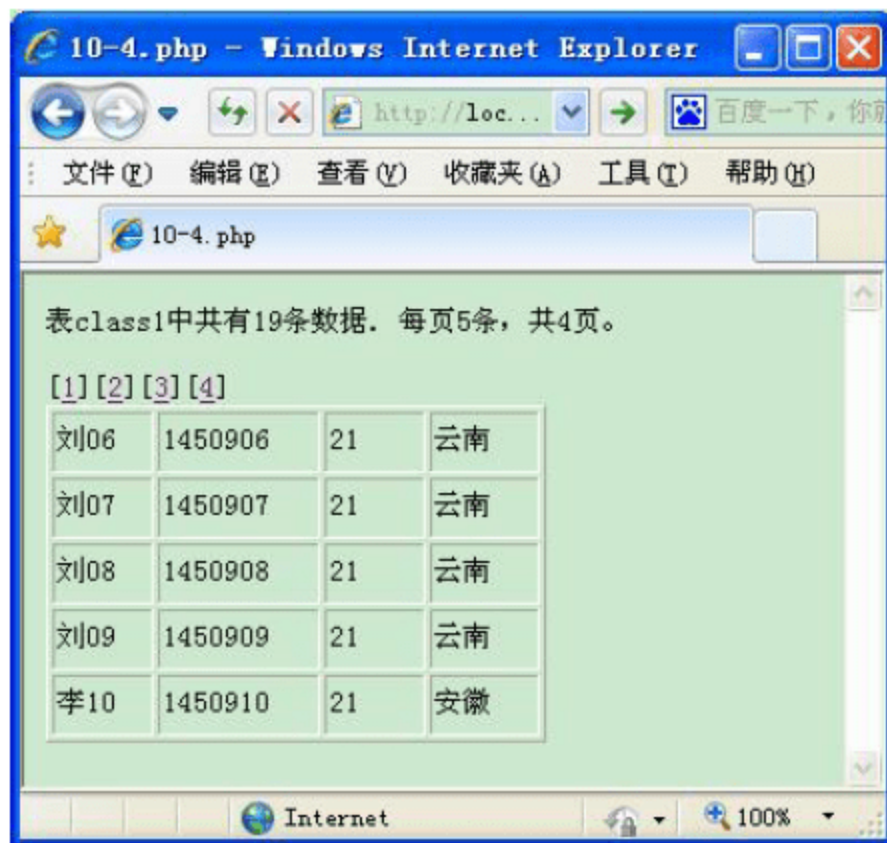 10-4.php - Windows Internet Explorer
http://loc... 百度一下，你就
文件(F) 编辑(E) 查看(V) 收藏夹(A) 工具(T) 帮助(H)
10-4.php
表class1中共有19条数据. 每页5条，共4页。
[1][2][3][4]
刘06 1450906 21 云南
刘07 1450907 21 云南
刘08 1450908 21 云南
刘09 1450909 21 云南
李10 1450910 21 安徽
Internet 100%